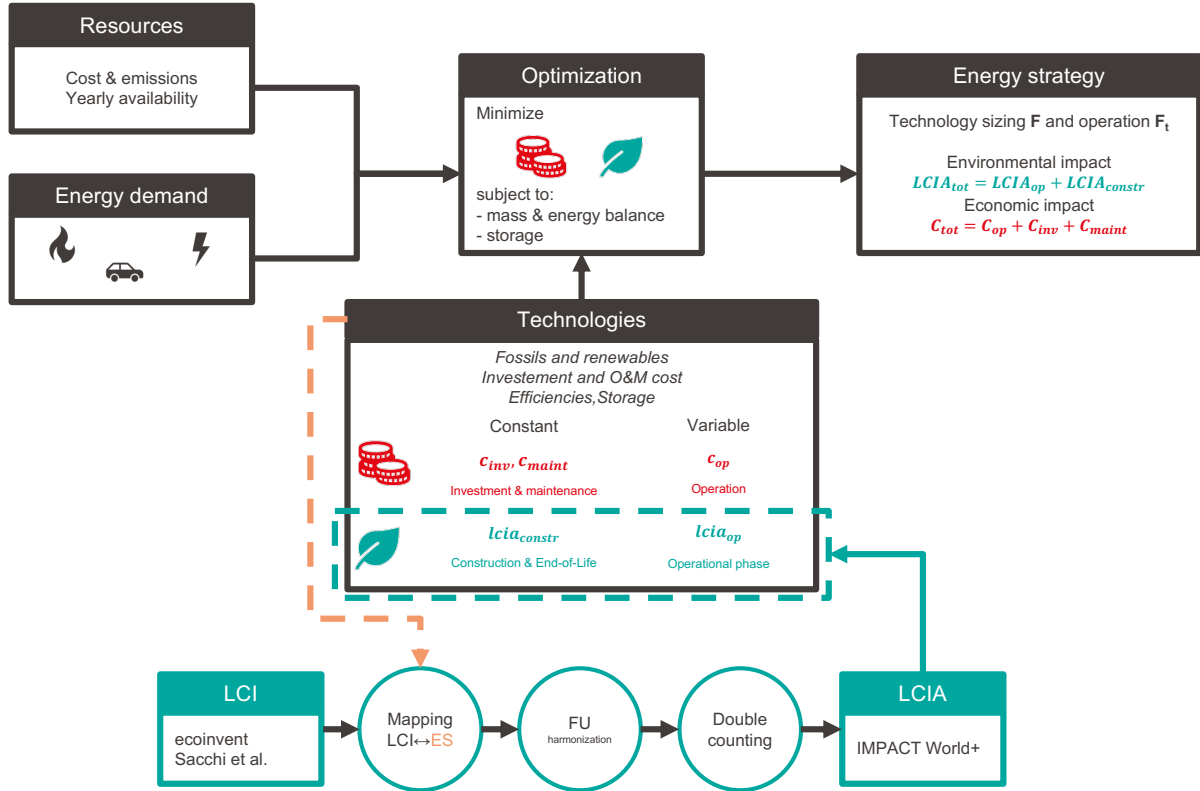 Resources
Cost & emissions
Yearly availability
Energy demand
Optimization
Minimize
subject to:
- mass & energy balance
- storage
Energy strategy
Technology sizing F and operation Ft
Environmental impact
LCIAtot = LCIAop + LCIAconstr
Economic impact
Ctot = Cop + Cinv + Cmaint
Technologies
Fossils and renewables
Investement and O&M cost
Efficiencies,Storage
Constant Variable
cinv, cmaint cop
Investment & maintenance Operation
lciaconstr lciaop
Construction & End-of-Life Operational phase
LCI
ecoinvent
Sacchi et al.
Mapping
LCI↔ES
FU
harmonization
Double
counting
LCIA
IMPACT World+